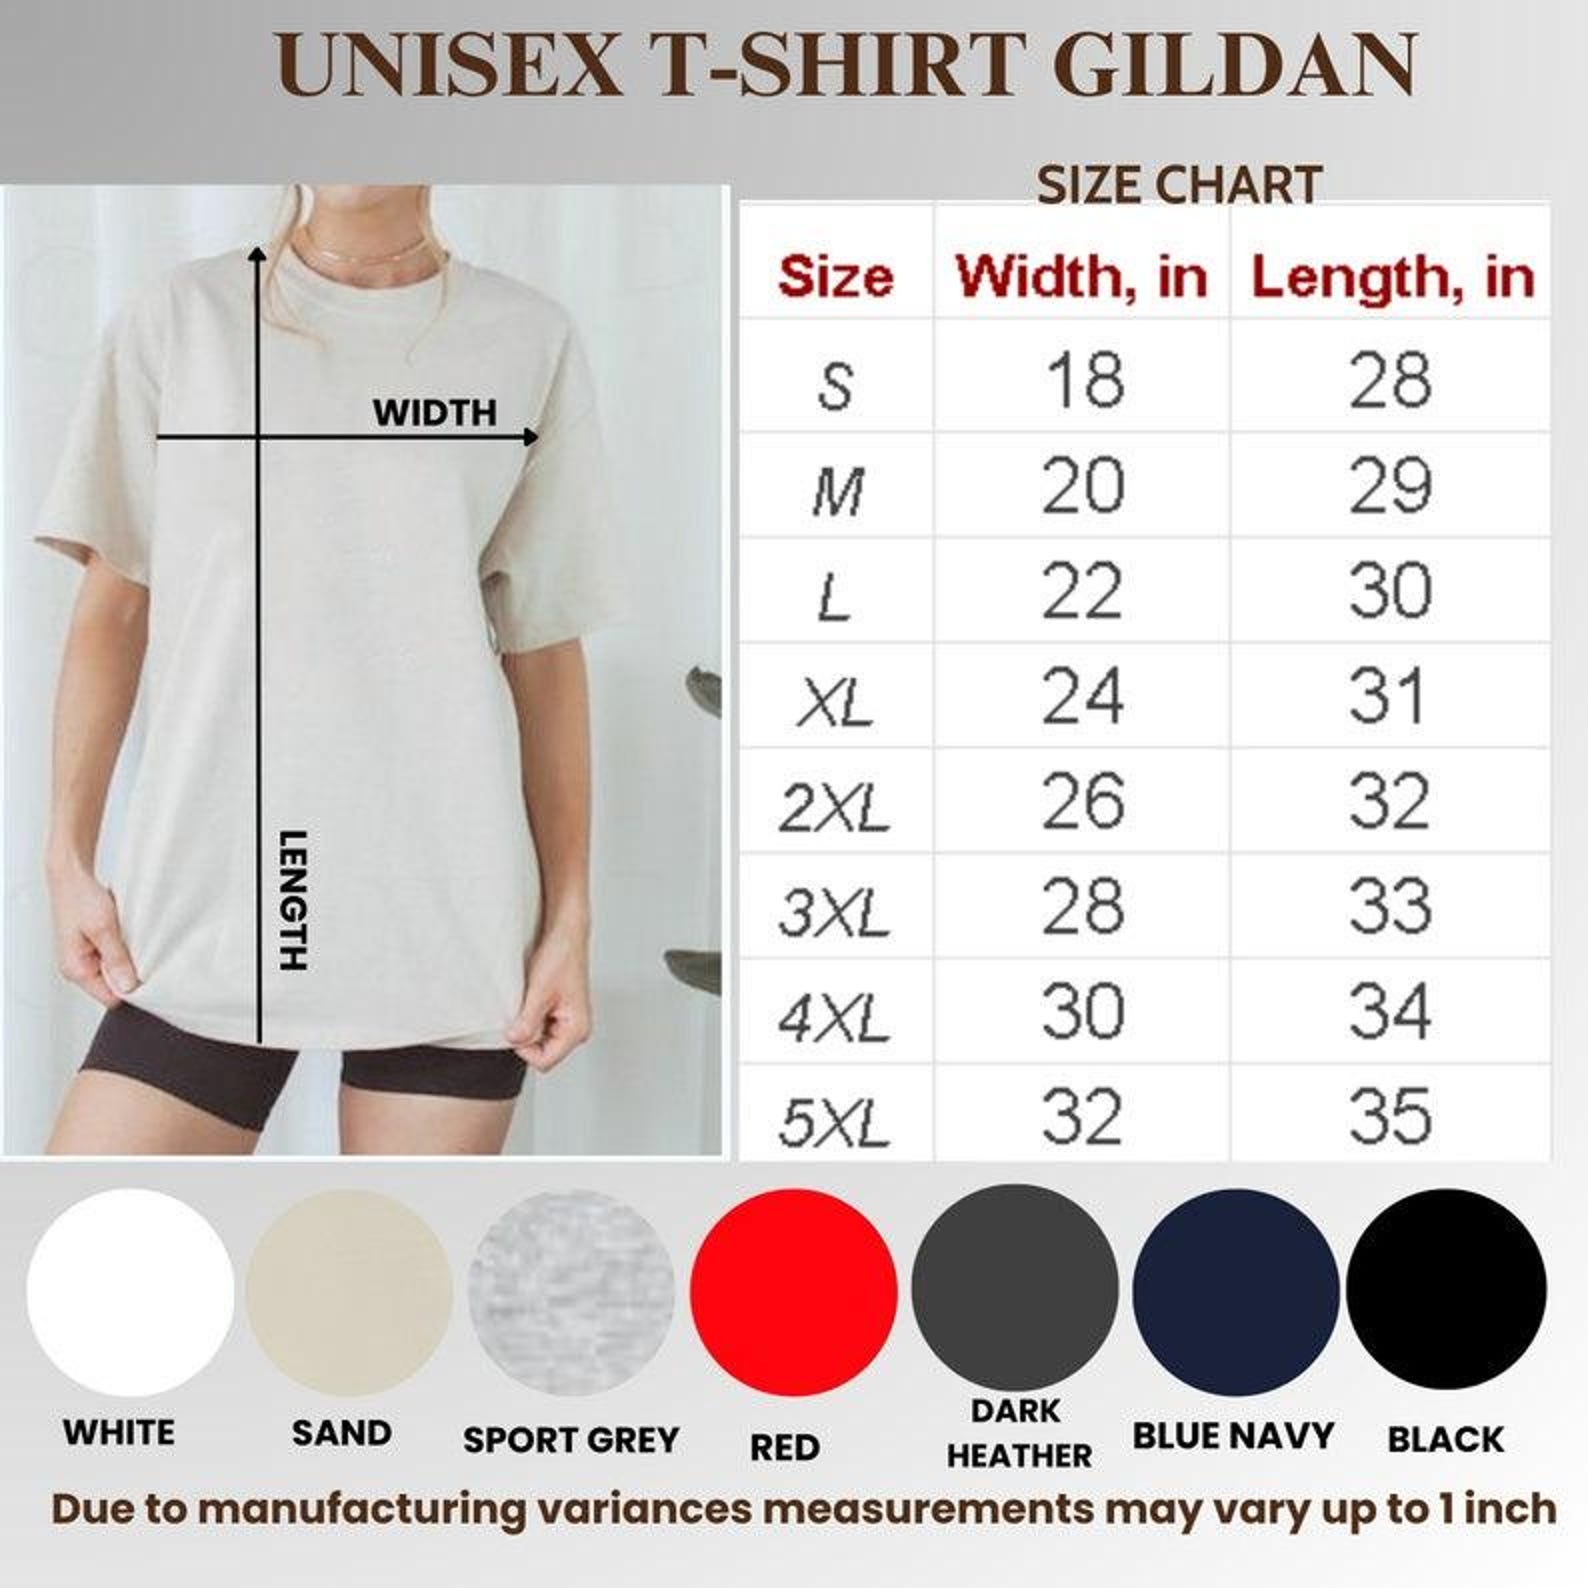 UNISEX T-SHIRT GILDAN
SIZE CHART
WIDTH
LENGTH
Size Width, in Length, in
S 18 28
M 20 29
L 22 30
XL 24 31
2XL 26 32
3XL 28 33
4XL 30 34
5XL 32 35
WHITE SAND SPORT GREY RED DARK HEATHER BLUE NAVY BLACK
Due to manufacturing variances measurements may vary up to 1 inch